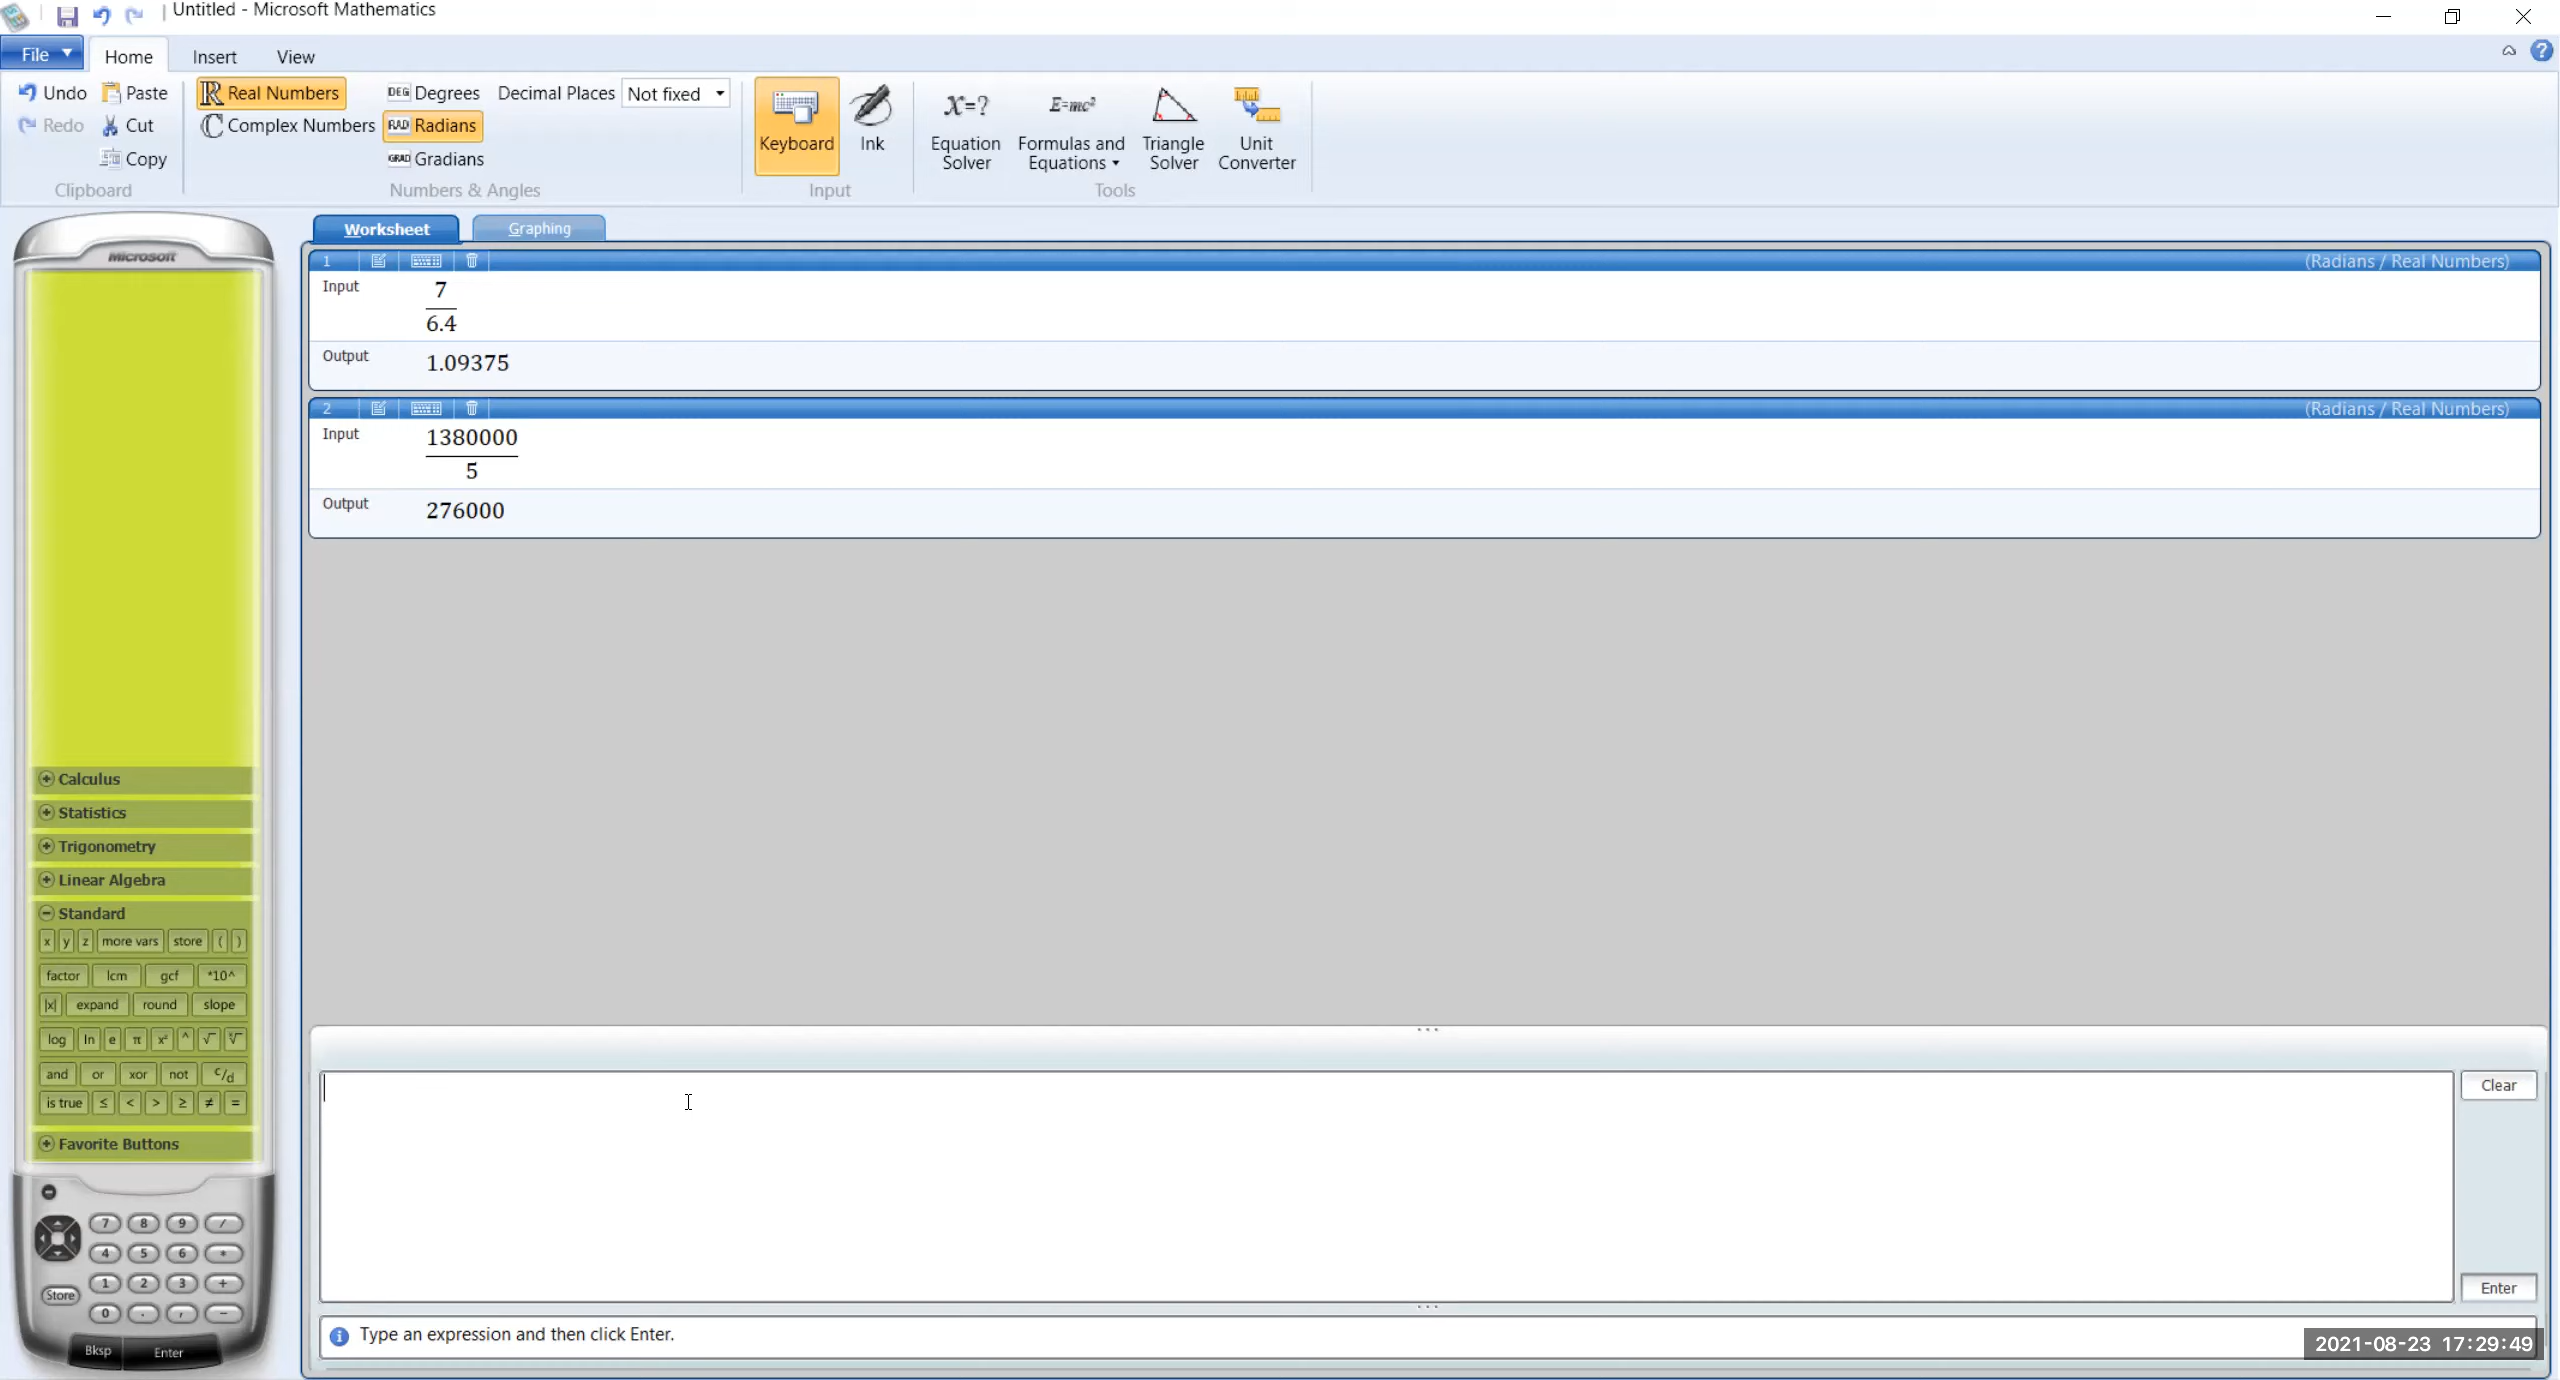 Untitled - Microsoft Mathematics
File Home Insert View
Undo Paste
Redo Cut
Copy
Clipboard
Real Numbers
Complex Numbers
DEG Degrees
RAD Radians
GRAD Gradians
Decimal Places Not fixed
Numbers & Angles
Keyboard Ink
Input
X=?
Equation
Solver
E=mc²
Formulas and
Equations
Triangle
Solver
Unit
Converter
Tools
Microsoft
Worksheet Graphing
1 (Radians / Real Numbers)
Input 7
6.4
Output 1.09375
2 (Radians / Real Numbers)
Input 1380000
5
Output 276000
Calculus
Statistics
Trigonometry
Linear Algebra
Standard
x y z more vars store ( )
factor lcm gcf *10^
|x| expand round slope
log ln e π x² ^ √
and or xor not c/d
is true ≤ < > ≥ ≠ =
Favorite Buttons
7 8 9 /
4 5 6 *
1 2 3 +
Store
0 . , −
Bksp Enter
Clear
Enter
Type an expression and then click Enter.
2021-08-23 17:29:49